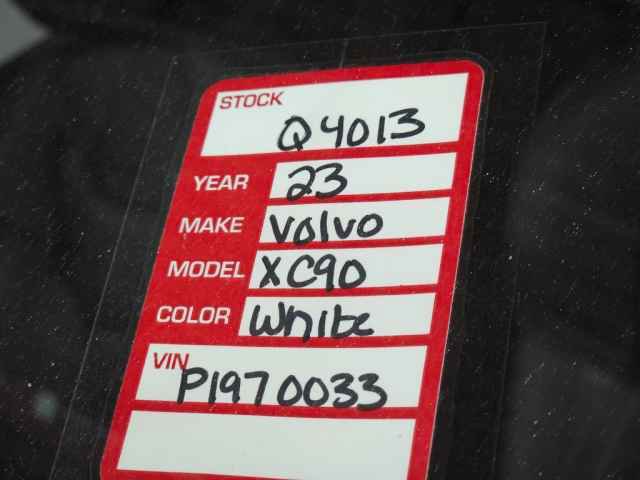 STOCK
Q4013
YEAR 23
MAKE Volvo
MODEL XC90
COLOR White
VIN
P1970033